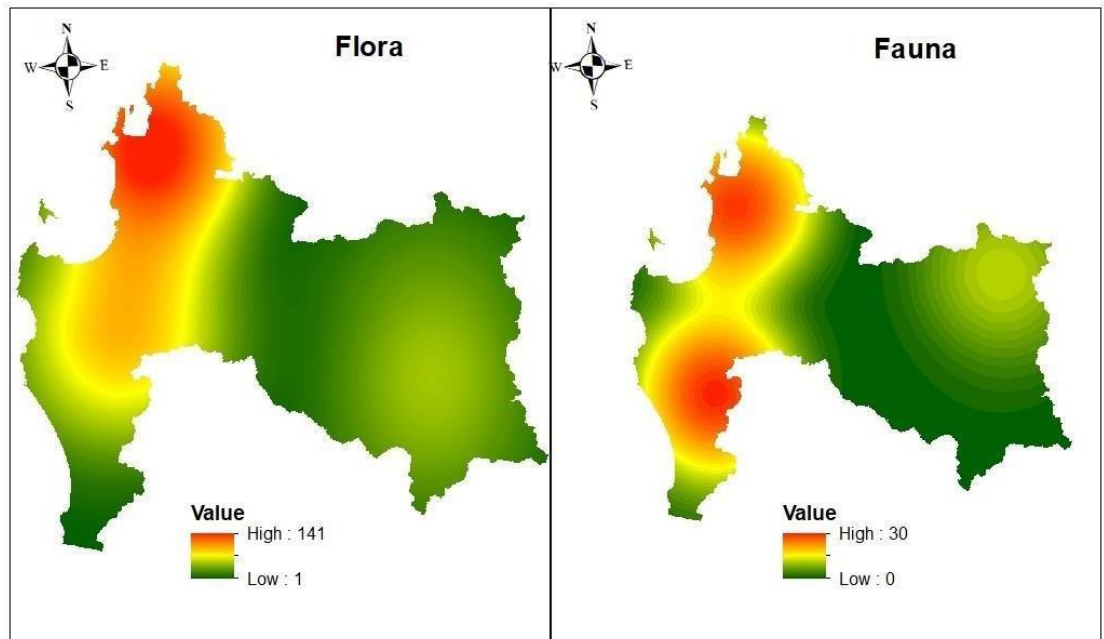 Flora
N
W E
S
Value
High : 141
Low : 1
Fauna
N
W E
S
Value
High : 30
Low : 0